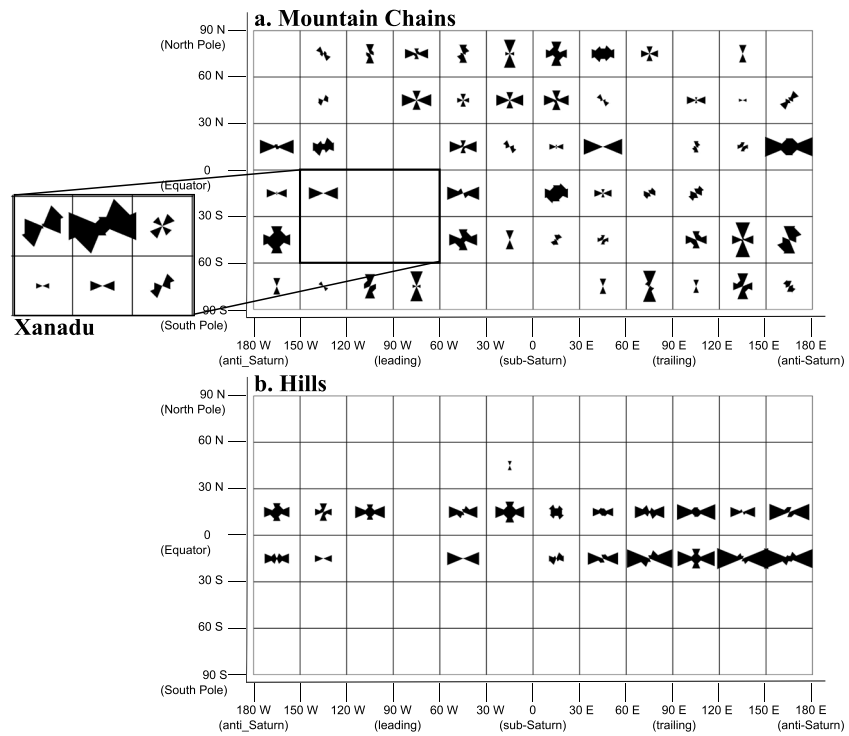 a. Mountain Chains
90 N
(North Pole)
60 N
30 N
0
(Equator)
30 S
60 S
90 S
(South Pole)
Xanadu
180 W 150 W 120 W 90 W 60 W 30 W 0 30 E 60 E 90 E 120 E 150 E 180 E
(anti_Saturn) (leading) (sub-Saturn) (trailing) (anti-Saturn)
b. Hills
90 N
(North Pole)
60 N
30 N
0
(Equator)
30 S
60 S
90 S
(South Pole)
180 W 150 W 120 W 90 W 60 W 30 W 0 30 E 60 E 90 E 120 E 150 E 180 E
(anti_Saturn) (leading) (sub-Saturn) (trailing) (anti-Saturn)